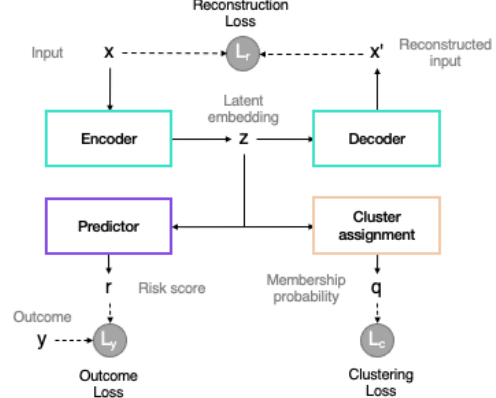 Reconstruction
Loss
Input
x
Lr
x'
Reconstructed
input
Latent
embedding
Encoder
z
Decoder
Predictor
Cluster
assignment
r
Risk score
Membership
probability
q
Outcome
y
Ly
Lc
Outcome
Loss
Clustering
Loss